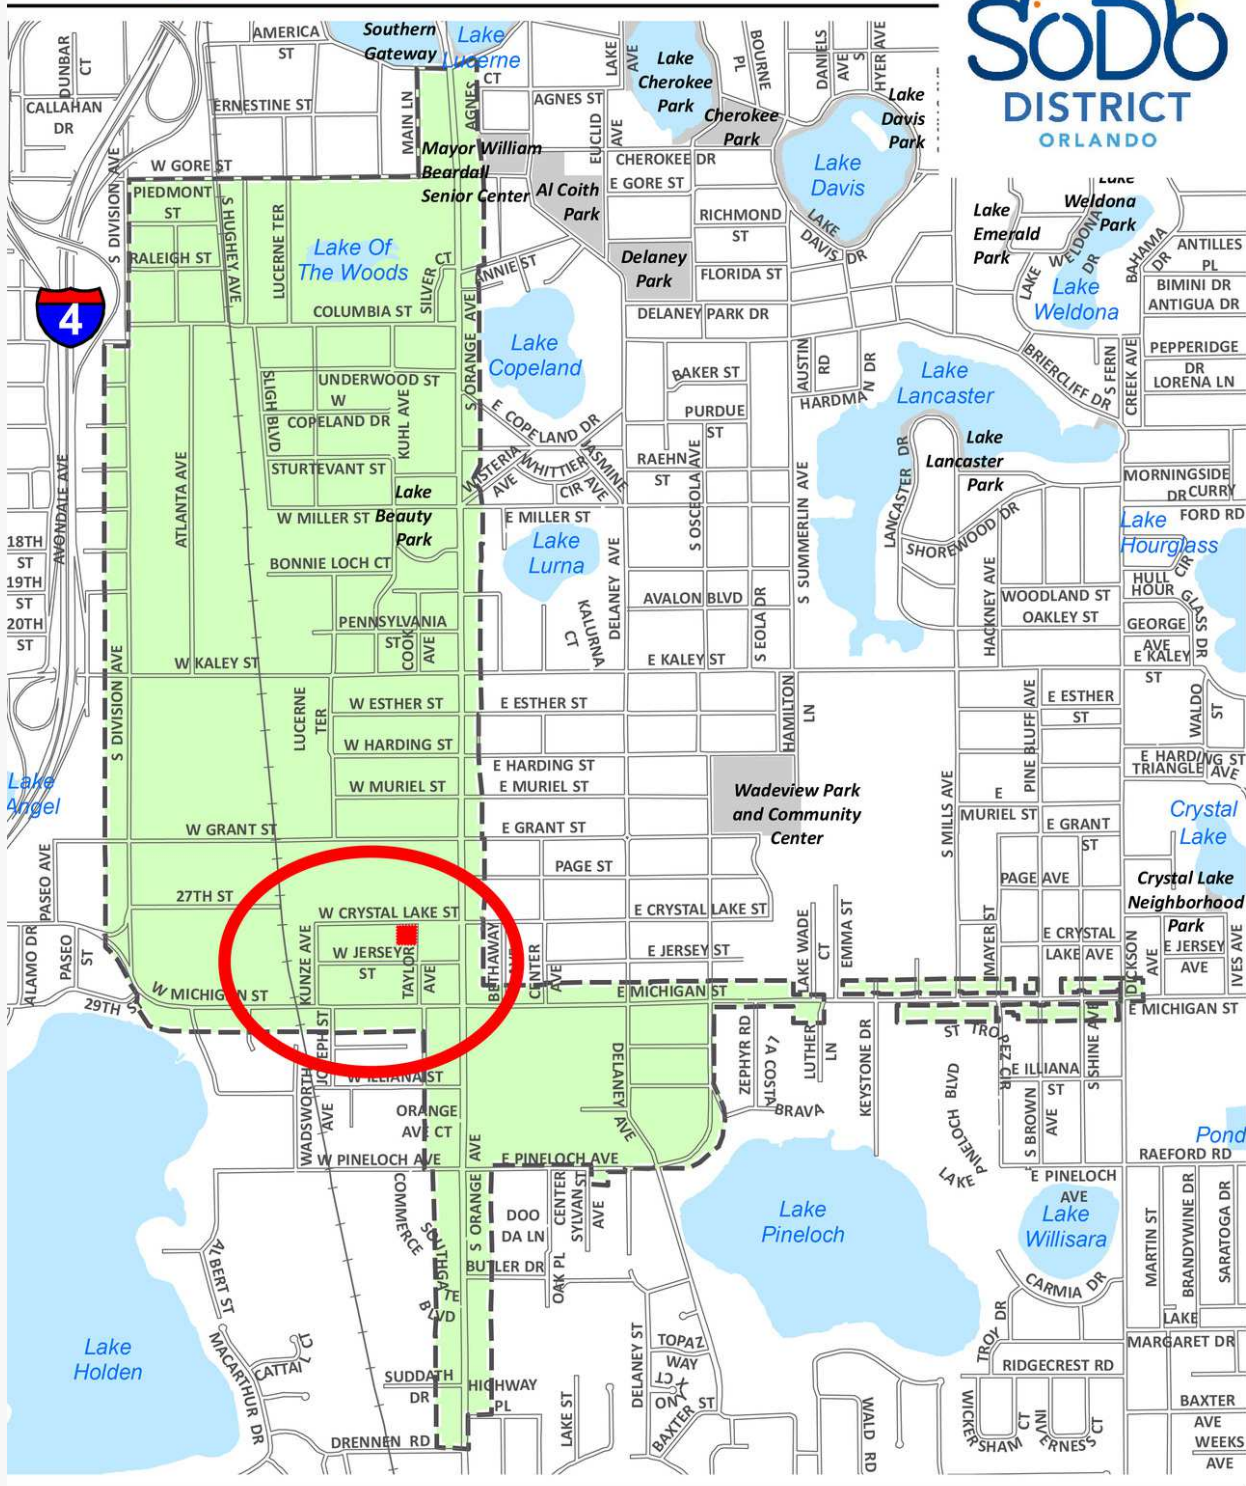 SoDo
DISTRICT
ORLANDO
AMERICA
ST
Southern
Gateway
Lake
Lucerne
DUNBAR
CT
CALLAHAN
DR
ERNESTINE ST
MAIN LN
AGNES
CT
AGNES ST
LAKE
AVE
EUCLID
AVE
Lake
Cherokee
Park
BOURNE
PL
DANIELS
AVE
S
HYER AVE
Lake
Davis
Park
Cherokee
Park
CHEROKEE DR
E GORE ST
Lake
Davis
Mayor William
Beardall
Senior Center
Al Coith
Park
W GORE ST
PIEDMONT
ST
S DIVISION AVE
S HUGHEY AVE
LUCERNE TER
RALEIGH ST
Lake Of
The Woods
SILVER
CT
COLUMBIA ST
ANNIE ST
RICHMOND
ST
LAKE
DAVIS DR
Delaney
Park
FLORIDA ST
DELANEY PARK DR
Lake
Emerald
Park
Lake
Weldona
Park
LAKE
WELDONA
DR
Lake
Weldona
BAHAMA
DR
ANTILLES
PL
BIMINI DR
ANTIGUA DR
4
S ORANGE AVE
Lake
Copeland
BAKER ST
PURDUE
ST
AUSTIN
RD
HARDMAN DR
Lake
Lancaster
BRIERCLIFF DR
S FERN
CREEK AVE
PEPPERIDGE
DR
LORENA LN
UNDERWOOD ST
W
COPELAND DR
SLIGH BLVD
KUHL AVE
STURTEVANT ST
E COPELAND DR
WISTERIA
AVE
WHITTIER
CIR
JASMINE
AVE
RAEHN
ST
S OSCEOLA AVE
S SUMMERLIN AVE
LANCASTER DR
Lake
Lancaster
Park
SHOREWOOD DR
MORNINGSIDE
DR
CURRY
FORD RD
Lake
Hourglass
AVONDALE AVE
ATLANTA AVE
W MILLER ST
Lake
Beauty
Park
E MILLER ST
Lake
Lurna
18TH
ST
19TH
ST
20TH
ST
BONNIE LOCH CT
DELANEY AVE
KALURNA
CT
AVALON BLVD
S EOLA DR
HACKNEY AVE
WOODLAND ST
OAKLEY ST
HULL
CIR
HOUR
GLASS DR
GEORGE
AVE
E KALEY
ST
PENNSYLVANIA
ST
COOK
AVE
W KALEY ST
E KALEY ST
S DIVISION AVE
LUCERNE
TER
W ESTHER ST
E ESTHER ST
HAMILTON
LN
PINE BLUFF AVE
E ESTHER
ST
WALDO
ST
W HARDING ST
E HARDING ST
E HARDING ST
TRIANGLE AVE
W MURIEL ST
E MURIEL ST
Wadeview Park
and Community
Center
S MILLS AVE
E
MURIEL ST
Lake
Angel
Crystal
Lake
W GRANT ST
E GRANT ST
E GRANT
ST
PASEO AVE
PAGE ST
PAGE AVE
Crystal Lake
Neighborhood
Park
27TH ST
W CRYSTAL LAKE ST
E CRYSTAL LAKE ST
E CRYSTAL
LAKE AVE
ALAMO DR
PASEO
ST
KUNZE AVE
W JERSEY
ST
TAYLOR
AVE
BETHAWAY
AVE
CENTER
AVE
E JERSEY ST
LAKE WADE
CT
EMMA ST
MAYER ST
DICKSON
AVE
E JERSEY
AVE
IVES AVE
W MICHIGAN ST
E MICHIGAN ST
E MICHIGAN ST
29TH S
JOSEPH ST
WADSWORTH
AVE
W ILLIANA ST
DELANEY AVE
ZEPHYR RD
LA COSTA
BRAVA
LUTHER
LN
KEYSTONE DR
ST TROPEZ CIR
E ILLIANA
ST
S SHINE AVE
S BROWN
AVE
LAKE
PINELOCH BLVD
ORANGE
AVE CT
W PINELOCH AVE
E PINELOCH AVE
E PINELOCH
AVE
Pond
RAEFORD RD
COMMERCE
SOUTHGATE
BLVD
S ORANGE AVE
DOO
DA LN
CENTER
ST
SYLVAN
AVE
BUTLER DR
OAK PL
Lake
Pineloch
Lake
Willisara
MARTIN ST
BRANDYWINE DR
SARATOGA DR
ALBERT ST
CARMIA DR
LAKE
MARGARET DR
Lake
Holden
MACARTHUR DR
CATTAIL CT
SUDDATH
DR
HIGHWAY
PL
DRENNEN RD
LAKE ST
DELANEY ST
TOPAZ
WAY
ONYX CT
BAXTER ST
WALD RD
TROY DR
RIDGECREST RD
WICKERSHAM
CT
INVERNESS CT
BAXTER
AVE
WEEKS
AVE